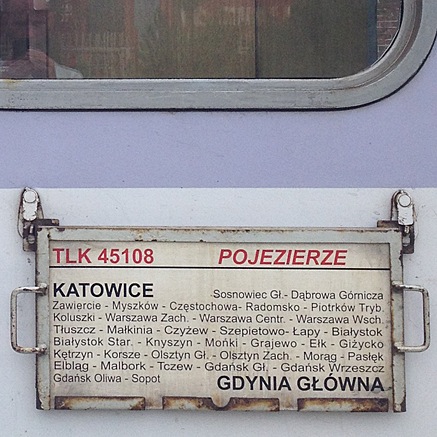 TLK 45108 POJEZIERZE
KATOWICE Sosnowiec Gł.- Dąbrowa Górnicza
Zawiercie - Myszków - Częstochowa- Radomsko - Piotrków Tryb.
Koluszki - Warszawa Zach. - Warszawa Centr. - Warszawa Wsch.
Tłuszcz - Małkinia - Czyżew - Szepietowo- Łapy - Białystok
Białystok Star. - Knyszyn - Mońki - Grajewo - Ełk - Giżycko
Kętrzyn - Korsze - Olsztyn Gł. - Olsztyn Zach. - Morąg - Pasłęk
Elbląg - Malbork - Tczew - Gdańsk Gł. - Gdańsk Wrzeszcz
Gdańsk Oliwa - Sopot GDYNIA GŁÓWNA